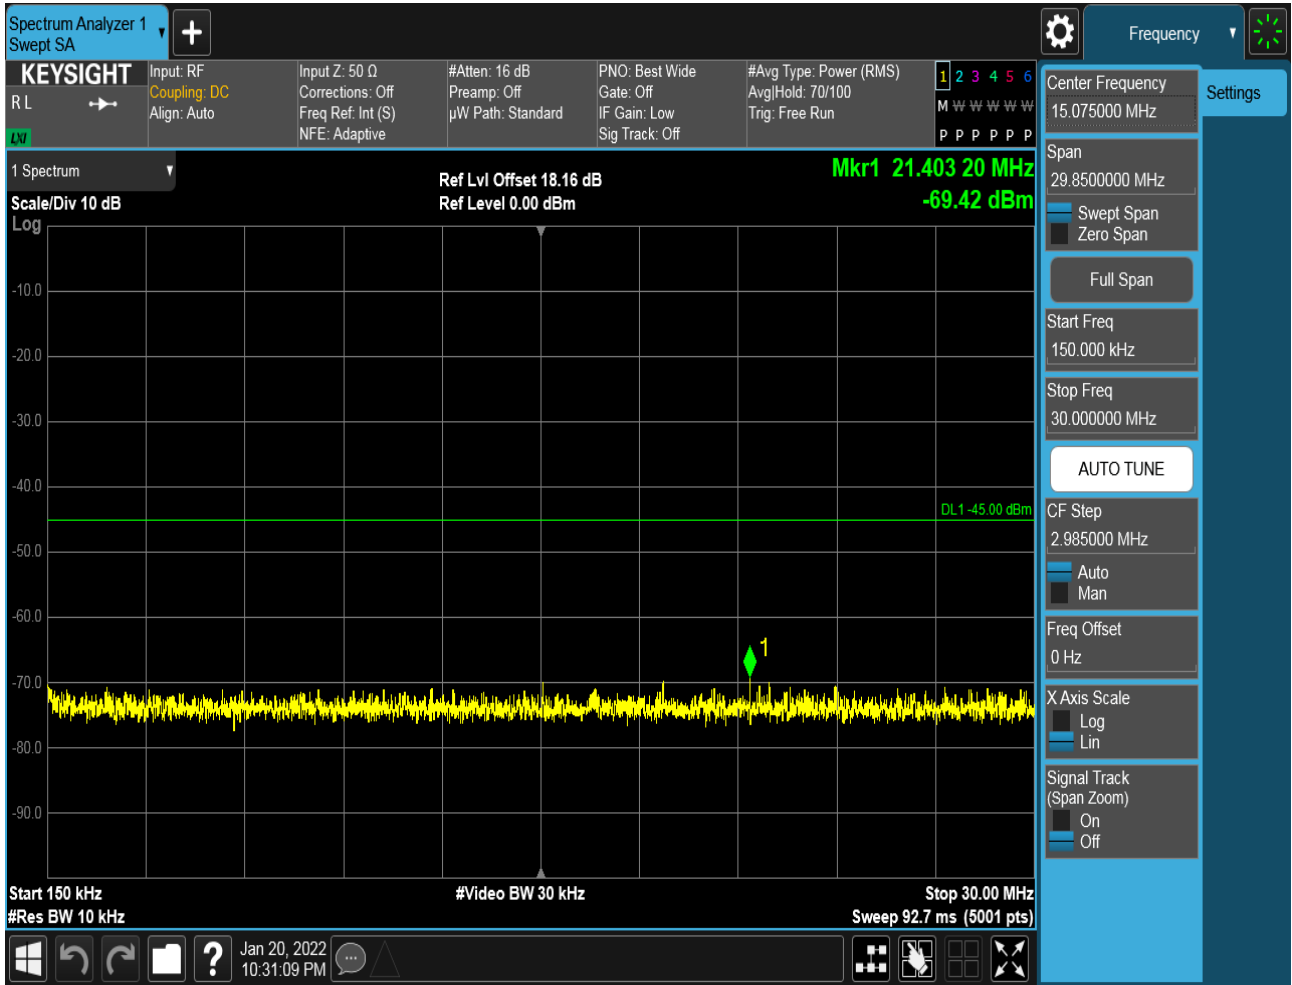 Spectrum Analyzer 1
Swept SA
Frequency
KEYSIGHT
R L
LXI
Input: RF
Coupling: DC
Align: Auto
Input Z: 50 Ω
Corrections: Off
Freq Ref: Int (S)
NFE: Adaptive
#Atten: 16 dB
Preamp: Off
µW Path: Standard
PNO: Best Wide
Gate: Off
IF Gain: Low
Sig Track: Off
#Avg Type: Power (RMS)
Avg|Hold: 70/100
Trig: Free Run
1 2 3 4 5 6
M W W W W W
P P P P P P
1 Spectrum
Scale/Div 10 dB
Log
Ref Lvl Offset 18.16 dB
Ref Level 0.00 dBm
Mkr1 21.403 20 MHz
-69.42 dBm
-10.0
-20.0
-30.0
-40.0
DL1 -45.00 dBm
-50.0
-60.0
1
-70.0
-80.0
-90.0
Start 150 kHz
#Video BW 30 kHz
Stop 30.00 MHz
#Res BW 10 kHz
Sweep 92.7 ms (5001 pts)
Center Frequency
15.075000 MHz
Settings
Span
29.8500000 MHz
Swept Span
Zero Span
Full Span
Start Freq
150.000 kHz
Stop Freq
30.000000 MHz
AUTO TUNE
CF Step
2.985000 MHz
Auto
Man
Freq Offset
0 Hz
X Axis Scale
Log
Lin
Signal Track
(Span Zoom)
On
Off
?
Jan 20, 2022
10:31:09 PM